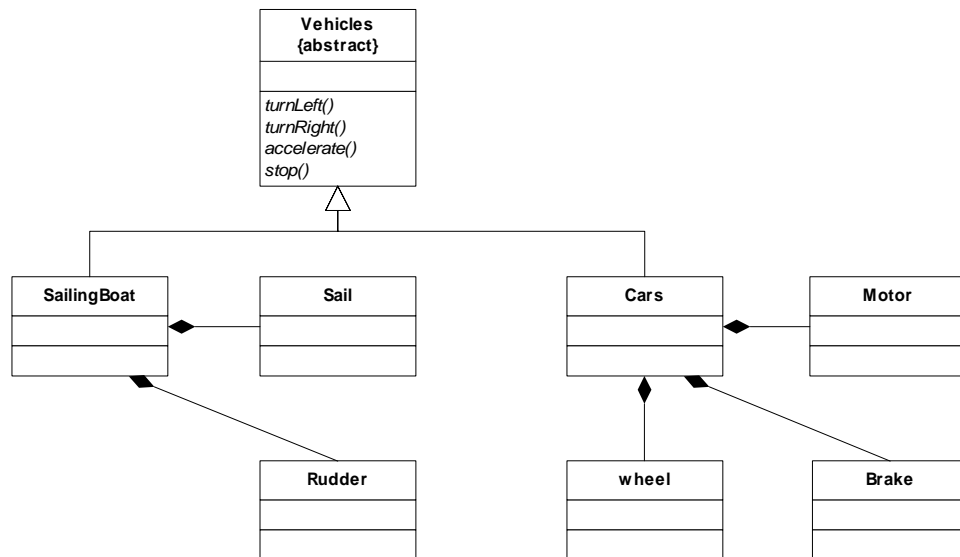 Vehicles
{abstract}
turnLeft()
turnRight()
accelerate()
stop()
SailingBoat
Sail
Cars
Motor
Rudder
wheel
Brake